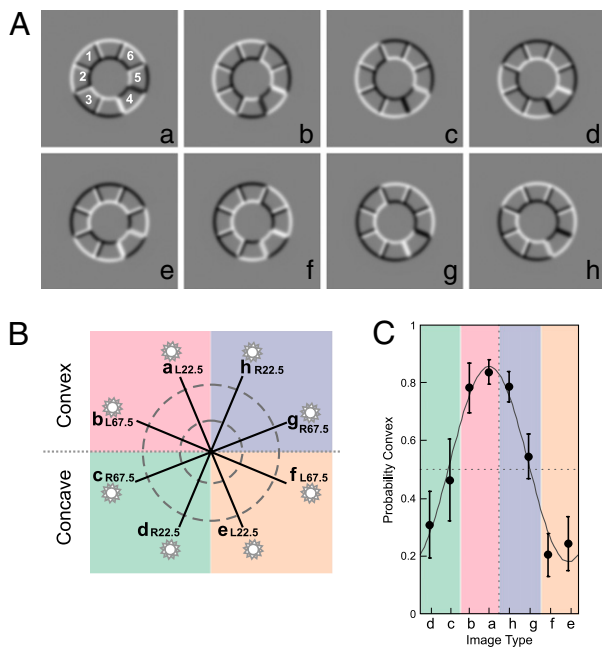 A
1 6
2 5
3 4
a b c d
e f g h
B
C
Convex
Concave
a L22.5
h R22.5
b L67.5
g R67.5
c R67.5
f L67.5
d R22.5
e L22.5
Probability Convex
1
0.8
0.6
0.4
0.2
0
d c b a h g f e
Image Type